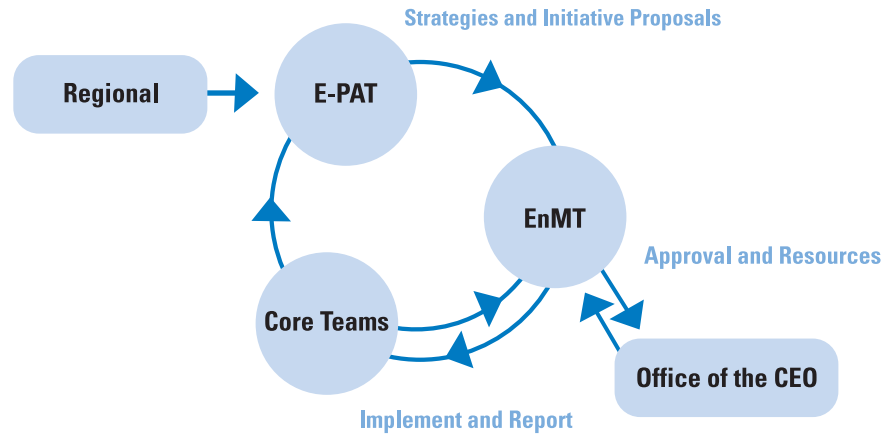 Strategies and Initiative Proposals
Regional
E-PAT
EnMT
Approval and Resources
Core Teams
Office of the CEO
Implement and Report